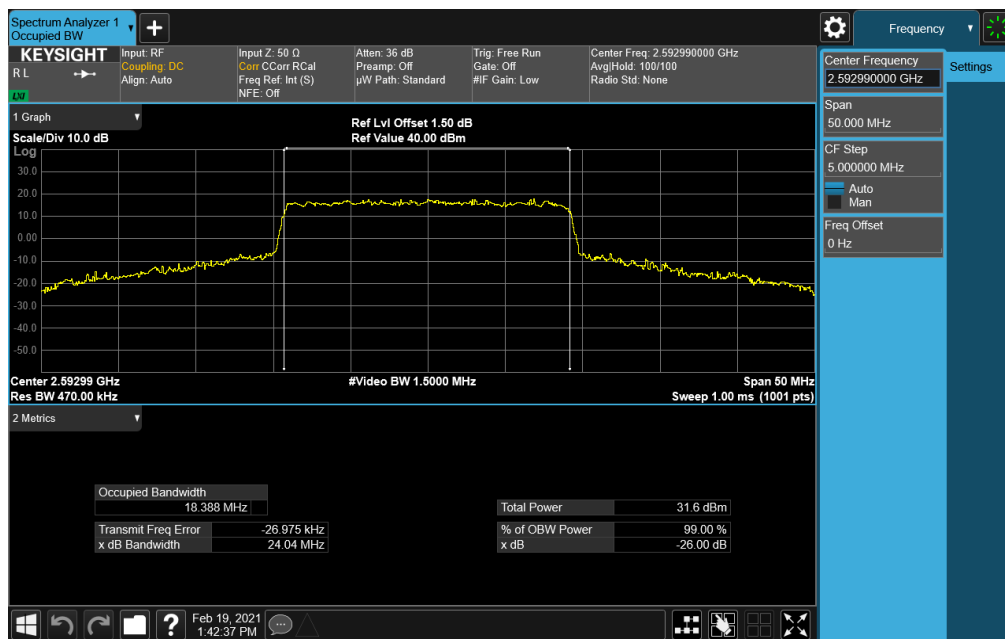 Spectrum Analyzer 1
Occupied BW
+
Frequency
KEYSIGHT
RL
LXI
Input: RF
Coupling: DC
Align: Auto
Input Z: 50 Ω
Corr CCorr RCal
Freq Ref: Int (S)
NFE: Off
Atten: 36 dB
Preamp: Off
µW Path: Standard
Trig: Free Run
Gate: Off
#IF Gain: Low
Center Freq: 2.592990000 GHz
Avg|Hold: 100/100
Radio Std: None
Center Frequency
2.592990000 GHz
Settings
Span
50.000 MHz
CF Step
5.000000 MHz
Auto
Man
Freq Offset
0 Hz
1 Graph
Scale/Div 10.0 dB
Ref Lvl Offset 1.50 dB
Ref Value 40.00 dBm
Log
30.0
20.0
10.0
0.00
-10.0
-20.0
-30.0
-40.0
-50.0
Center 2.59299 GHz
#Video BW 1.5000 MHz
Span 50 MHz
Res BW 470.00 kHz
Sweep 1.00 ms (1001 pts)
2 Metrics
Occupied Bandwidth
18.388 MHz
Total Power 31.6 dBm
Transmit Freq Error -26.975 kHz
% of OBW Power 99.00 %
x dB Bandwidth 24.04 MHz
x dB -26.00 dB
?
Feb 19, 2021
1:42:37 PM